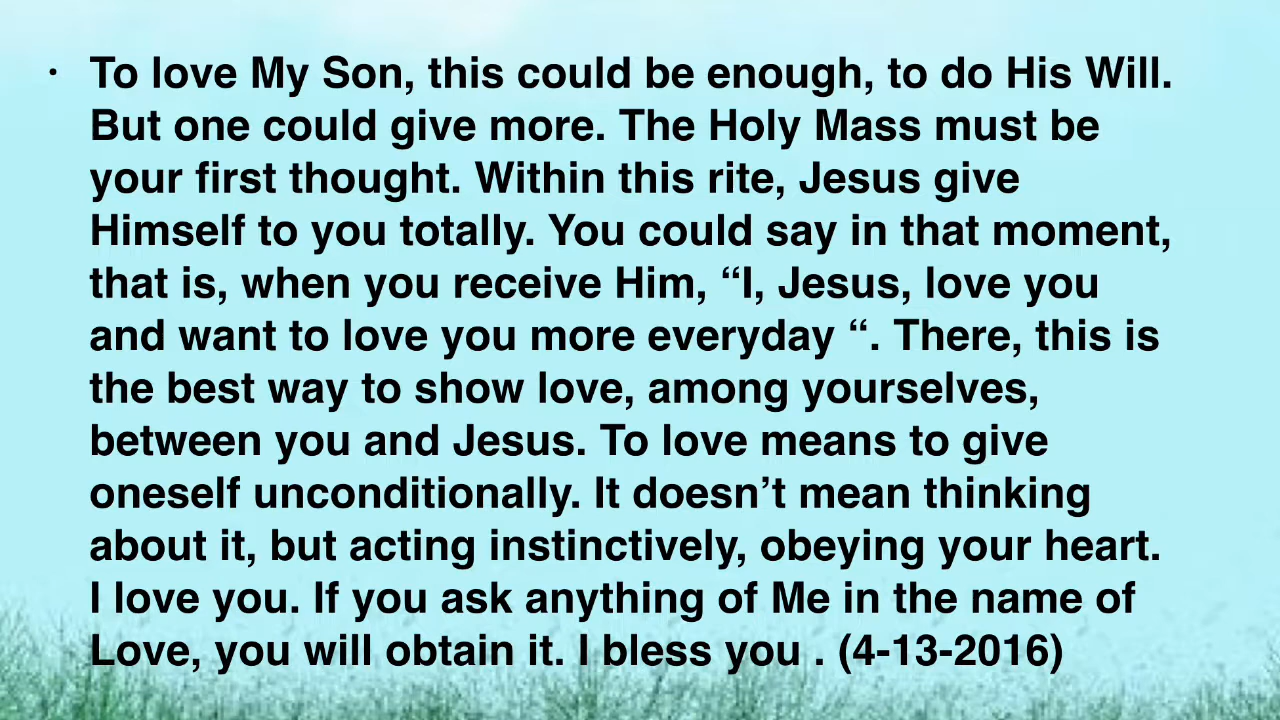 • To love My Son, this could be enough, to do His Will.
But one could give more. The Holy Mass must be
your first thought. Within this rite, Jesus give
Himself to you totally. You could say in that moment,
that is, when you receive Him, “I, Jesus, love you
and want to love you more everyday “. There, this is
the best way to show love, among yourselves,
between you and Jesus. To love means to give
oneself unconditionally. It doesn’t mean thinking
about it, but acting instinctively, obeying your heart.
I love you. If you ask anything of Me in the name of
Love, you will obtain it. I bless you . (4-13-2016)